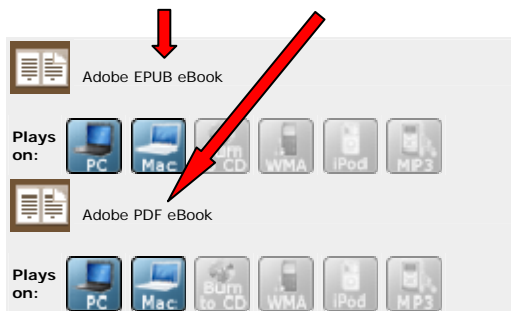 Adobe EPUB eBook
Plays
on:
PC Mac Burn to CD WMA iPod MP3
Adobe PDF eBook
Plays
on:
PC Mac Burn to CD WMA iPod MP3